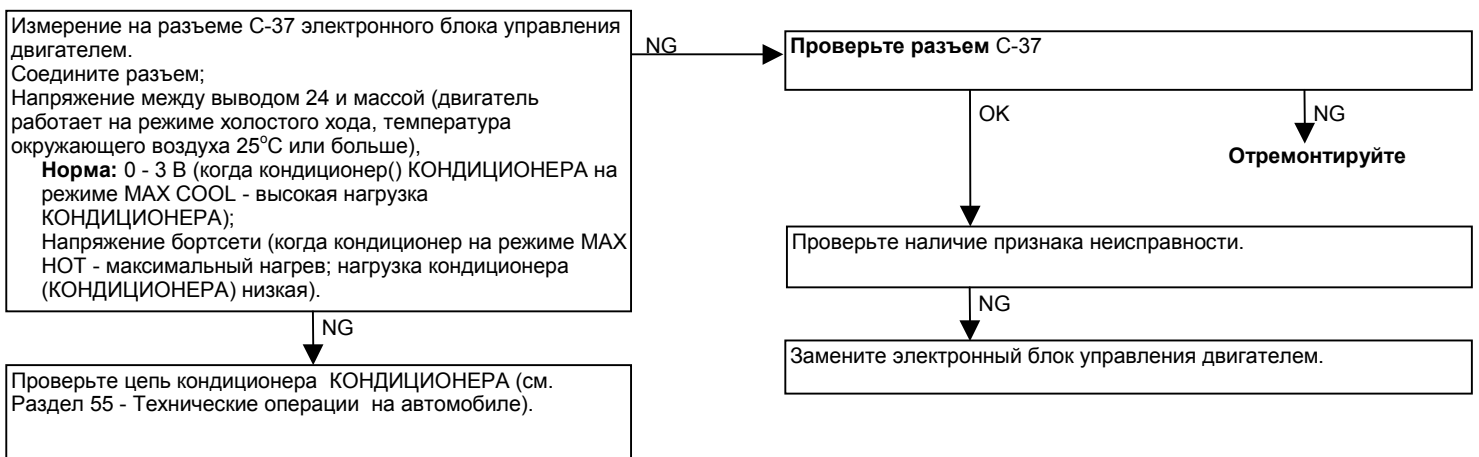 Измерение на разъеме C-37 электронного блока управления
двигателем.
Соедините разъем;
Напряжение между выводом 24 и массой (двигатель
работает на режиме холостого хода, температура
окружающего воздуха 25°C или больше),
Норма: 0 - 3 В (когда кондиционер() КОНДИЦИОНЕРА на
режиме MAX COOL - высокая нагрузка
КОНДИЦИОНЕРА);
Напряжение бортсети (когда кондиционер на режиме MAX
HOT - максимальный нагрев; нагрузка кондиционера
(КОНДИЦИОНЕРА) низкая).
NG
Проверьте цепь кондиционера КОНДИЦИОНЕРА (см.
Раздел 55 - Технические операции на автомобиле).
NG
Проверьте разъем C-37
OK
NG
Отремонтируйте
Проверьте наличие признака неисправности.
NG
Замените электронный блок управления двигателем.